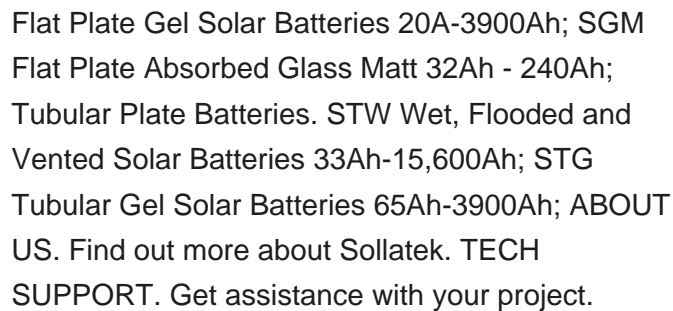 Flat Plate Gel Solar Batteries 20A-3900Ah; SGM
Flat Plate Absorbed Glass Matt 32Ah - 240Ah;
Tubular Plate Batteries. STW Wet, Flooded and
Vented Solar Batteries 33Ah-15,600Ah; STG
Tubular Gel Solar Batteries 65Ah-3900Ah; ABOUT
US. Find out more about Sollatek. TECH
SUPPORT. Get assistance with your project.